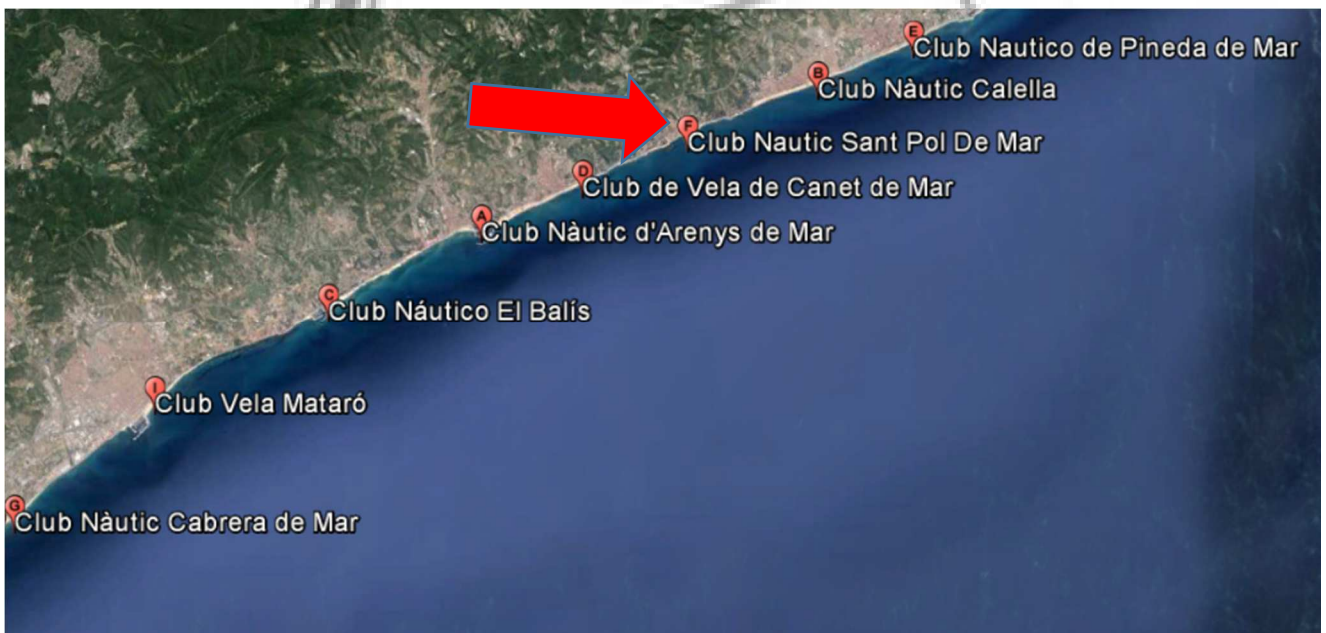 E
Club Nautico de Pineda de Mar
B
Club Nàutic Calella
F
Club Nautic Sant Pol De Mar
D
Club de Vela de Canet de Mar
A
Club Nàutic d'Arenys de Mar
C
Club Náutico El Balís
I
Club Vela Mataró
G
Club Nàutic Cabrera de Mar